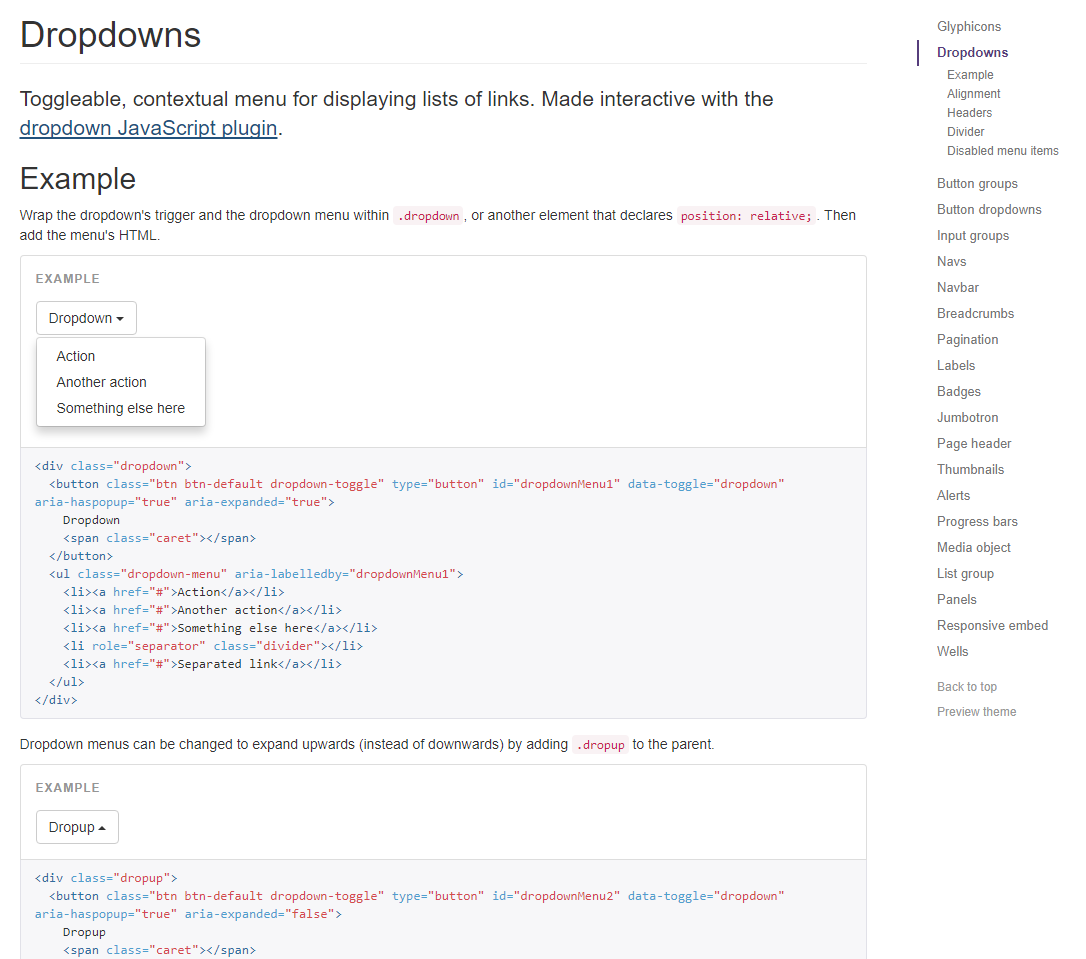 Dropdowns
Toggleable, contextual menu for displaying lists of links. Made interactive with the
dropdown JavaScript plugin.
Example
Wrap the dropdown's trigger and the dropdown menu within .dropdown, or another element that declares position: relative;. Then
add the menu's HTML.
EXAMPLE
Dropdown
Action
Another action
Something else here
<div class="dropdown">
  <button class="btn btn-default dropdown-toggle" type="button" id="dropdownMenu1" data-toggle="dropdown"
aria-haspopup="true" aria-expanded="true">
    Dropdown
    <span class="caret"></span>
  </button>
  <ul class="dropdown-menu" aria-labelledby="dropdownMenu1">
    <li><a href="#">Action</a></li>
    <li><a href="#">Another action</a></li>
    <li><a href="#">Something else here</a></li>
    <li role="separator" class="divider"></li>
    <li><a href="#">Separated link</a></li>
  </ul>
</div>
Dropdown menus can be changed to expand upwards (instead of downwards) by adding .dropup to the parent.
EXAMPLE
Dropup
<div class="dropup">
  <button class="btn btn-default dropdown-toggle" type="button" id="dropdownMenu2" data-toggle="dropdown"
aria-haspopup="true" aria-expanded="false">
    Dropup
    <span class="caret"></span>
Glyphicons
Dropdowns
Example
Alignment
Headers
Divider
Disabled menu items
Button groups
Button dropdowns
Input groups
Navs
Navbar
Breadcrumbs
Pagination
Labels
Badges
Jumbotron
Page header
Thumbnails
Alerts
Progress bars
Media object
List group
Panels
Responsive embed
Wells
Back to top
Preview theme